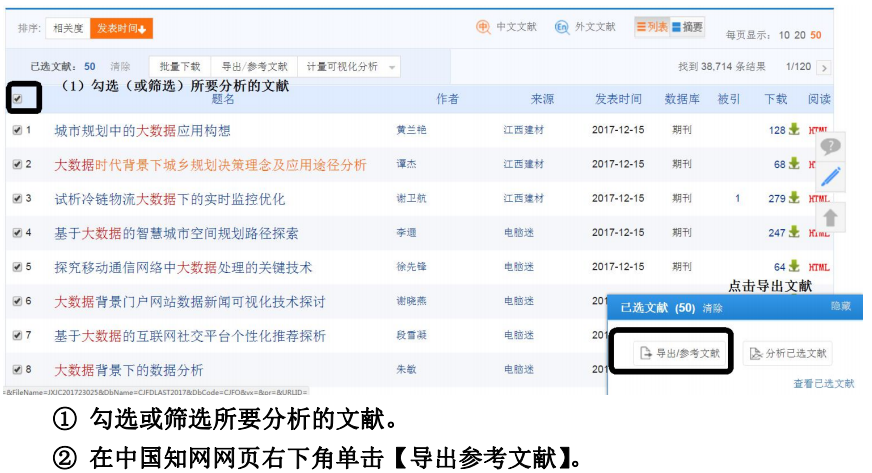 排序: 相关度 发表时间 中 中文文献 En 外文文献 列表 摘要 每页显示: 10 20 50
已选文献: 50 清除 批量下载 导出/参考文献 计量可视化分析 找到 38,714 条结果 1/120 >
（1）勾选（或筛选）所要分析的文献
题名 作者 来源 发表时间 数据库 被引 下载 阅读
1 城市规划中的大数据应用构想 黄兰艳 江西建材 2017-12-15 期刊 128 HTML
2 大数据时代背景下城乡规划决策理念及应用途径分析 谭杰 江西建材 2017-12-15 期刊 68
3 试析冷链物流大数据下的实时监控优化 谢卫航 江西建材 2017-12-15 期刊 1 279 HTML
4 基于大数据的智慧城市空间规划路径探索 李珊 电脑迷 2017-12-15 期刊 247 HTML
5 探究移动通信网络中大数据处理的关键技术 徐先锋 电脑迷 2017-12-15 期刊 64 HTML
点击导出文献
6 大数据背景门户网站数据新闻可视化技术探讨 谢晓燕 电脑迷 201
已选文献 (50) 清除 隐藏
7 基于大数据的互联网社交平台个性化推荐探析 段雪凝 电脑迷 201
导出/参考文献 分析已选文献
8 大数据背景下的数据分析 朱敏 电脑迷 201
查看已选文献
=&FileName=JXJC201723025&DbName=CJFDLAST2017&DbCode=CJFO&vx=&sor=&URLID=
① 勾选或筛选所要分析的文献。
② 在中国知网网页右下角单击【导出参考文献】。